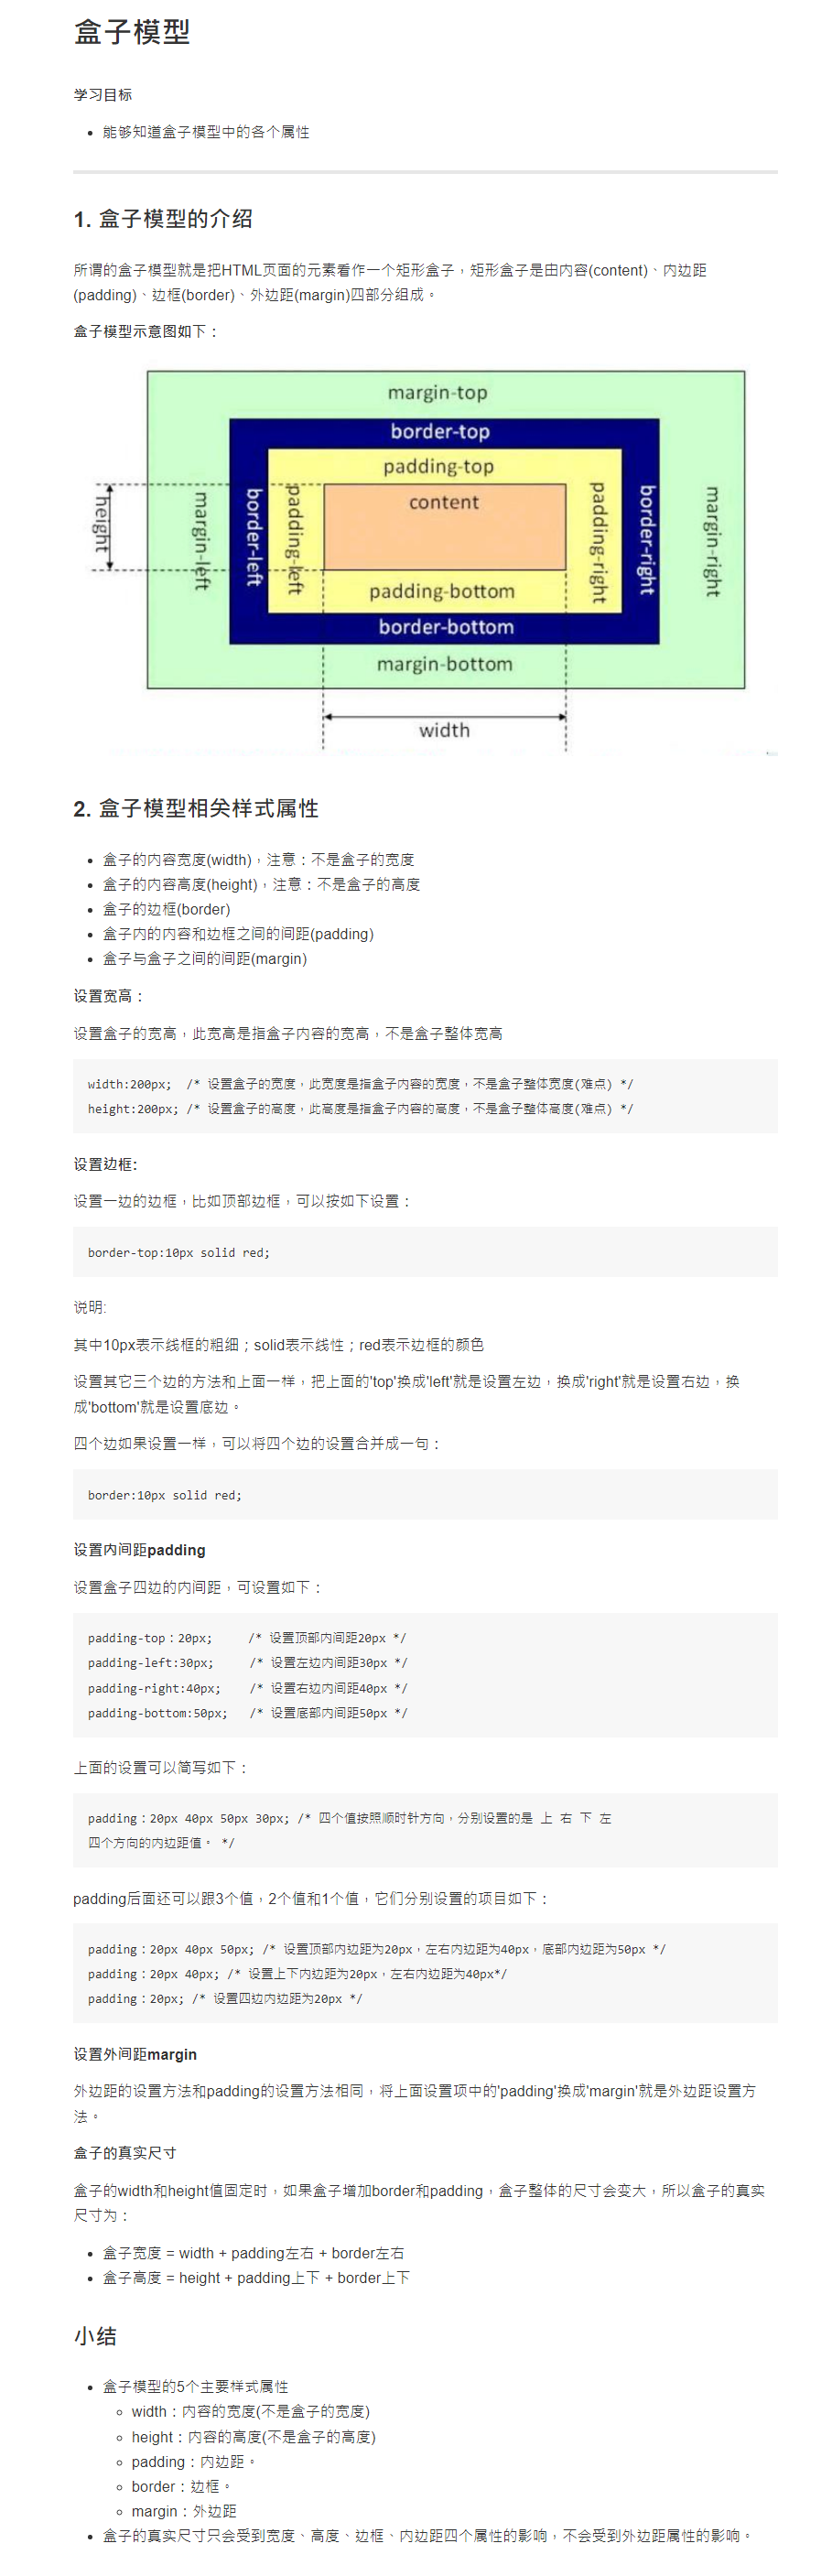 盒子模型
学习目标
能够知道盒子模型中的各个属性
1. 盒子模型的介绍
所谓的盒子模型就是把HTML页面的元素看作一个矩形盒子，矩形盒子是由内容(content)、内边距
(padding)、边框(border)、外边距(margin)四部分组成。
盒子模型示意图如下：
margin-top
border-top
padding-top
content
height
margin-left
border-left
padding-left
padding-right
border-right
margin-right
padding-bottom
border-bottom
margin-bottom
width
2. 盒子模型相关样式属性
盒子的内容宽度(width)，注意：不是盒子的宽度
盒子的内容高度(height)，注意：不是盒子的高度
盒子的边框(border)
盒子内的内容和边框之间的间距(padding)
盒子与盒子之间的间距(margin)
设置宽高：
设置盒子的宽高，此宽高是指盒子内容的宽高，不是盒子整体宽高
width:200px;  /* 设置盒子的宽度，此宽度是指盒子内容的宽度，不是盒子整体宽度(难点) */
height:200px; /* 设置盒子的高度，此高度是指盒子内容的高度，不是盒子整体高度(难点) */
设置边框:
设置一边的边框，比如顶部边框，可以按如下设置：
border-top:10px solid red;
说明:
其中10px表示线框的粗细；solid表示线性；red表示边框的颜色
设置其它三个边的方法和上面一样，把上面的'top'换成'left'就是设置左边，换成'right'就是设置右边，换
成'bottom'就是设置底边。
四个边如果设置一样，可以将四个边的设置合并成一句：
border:10px solid red;
设置内间距padding
设置盒子四边的内间距，可设置如下：
padding-top：20px;     /* 设置顶部内间距20px */
padding-left:30px;     /* 设置左边内间距30px */
padding-right:40px;    /* 设置右边内间距40px */
padding-bottom:50px;   /* 设置底部内间距50px */
上面的设置可以简写如下：
padding：20px 40px 50px 30px; /* 四个值按照顺时针方向，分别设置的是 上 右 下 左
四个方向的内边距值。 */
padding后面还可以跟3个值，2个值和1个值，它们分别设置的项目如下：
padding：20px 40px 50px; /* 设置顶部内边距为20px，左右内边距为40px，底部内边距为50px */
padding：20px 40px; /* 设置上下内边距为20px，左右内边距为40px*/
padding：20px; /* 设置四边内边距为20px */
设置外间距margin
外边距的设置方法和padding的设置方法相同，将上面设置项中的'padding'换成'margin'就是外边距设置方
法。
盒子的真实尺寸
盒子的width和height值固定时，如果盒子增加border和padding，盒子整体的尺寸会变大，所以盒子的真实
尺寸为：
盒子宽度 = width + padding左右 + border左右
盒子高度 = height + padding上下 + border上下
小结
盒子模型的5个主要样式属性
width：内容的宽度(不是盒子的宽度)
height：内容的高度(不是盒子的高度)
padding：内边距。
border：边框。
margin：外边距
盒子的真实尺寸只会受到宽度、高度、边框、内边距四个属性的影响，不会受到外边距属性的影响。